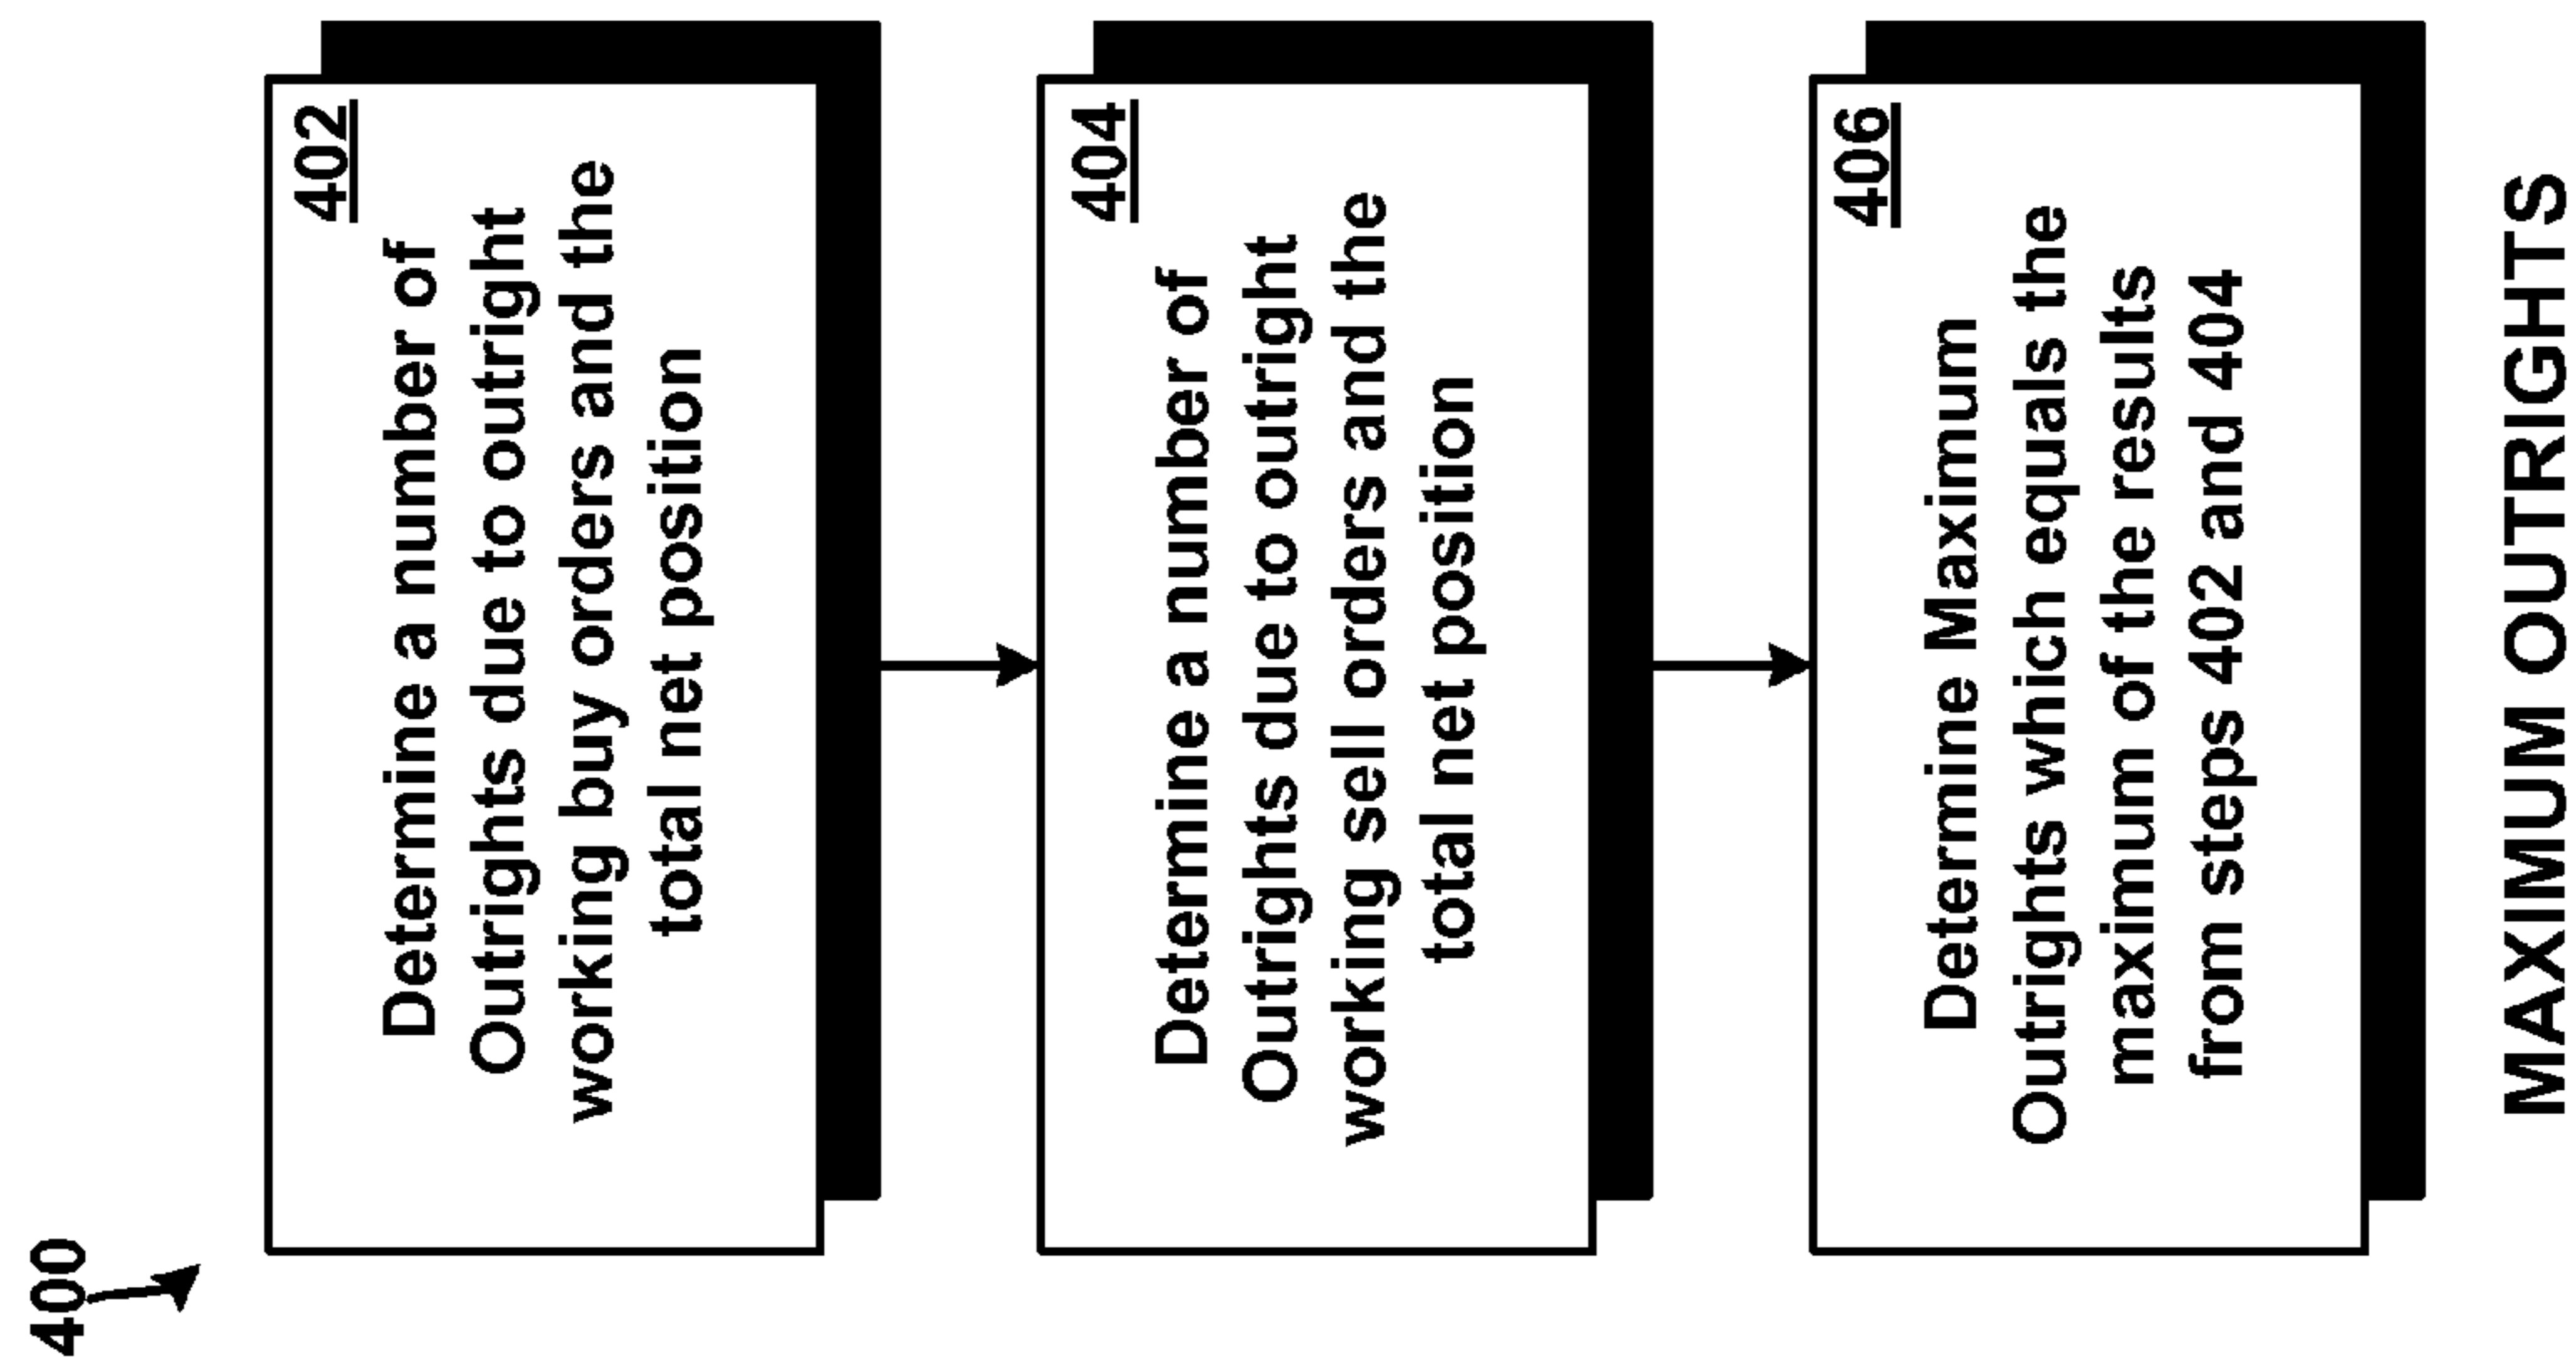 400
402
Determine a number of
Outrights due to outright
working buy orders and the
total net position
404
Determine a number of
Outrights due to outright
working sell orders and the
total net position
406
Determine Maximum
Outrights which equals the
maximum of the results
from steps 402 and 404
MAXIMUM OUTRIGHTS